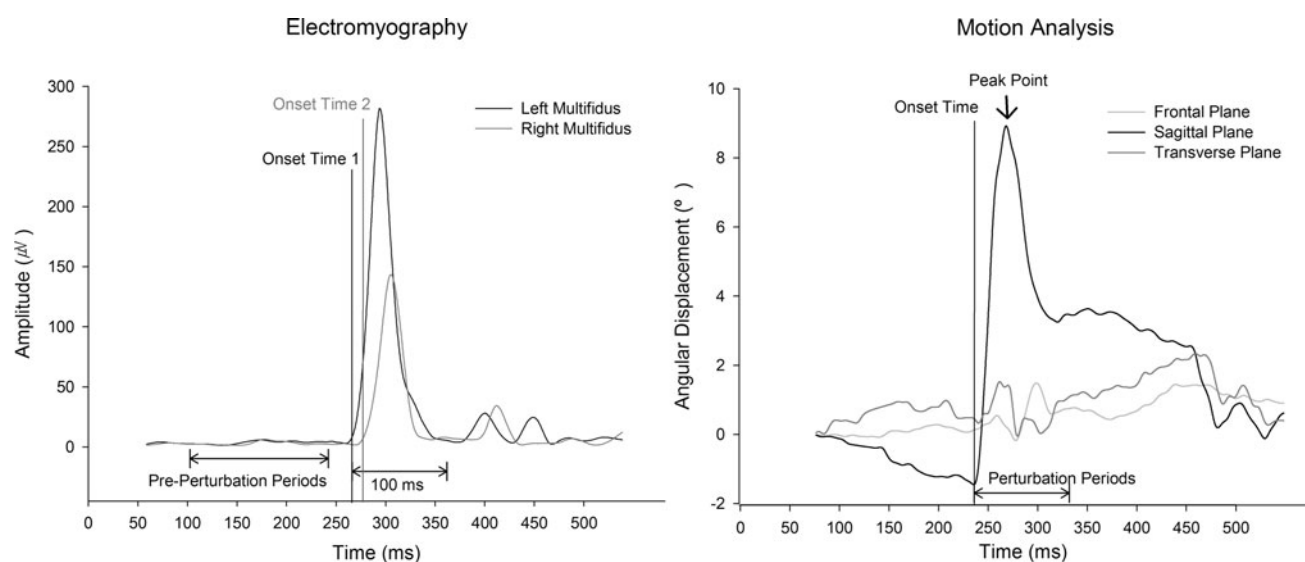 Electromyography
300
250
200
150
100
50
0
Amplitude (μV)
Onset Time 2
Onset Time 1
Left Multifidus
Right Multifidus
Pre-Perturbation Periods
100 ms
0 50 100 150 200 250 300 350 400 450 500
Time (ms)
Motion Analysis
10
8
6
4
2
0
-2
Angular Displacement (º)
Peak Point
Onset Time
Frontal Plane
Sagittal Plane
Transverse Plane
Perturbation Periods
0 50 100 150 200 250 300 350 400 450 500
Time (ms)